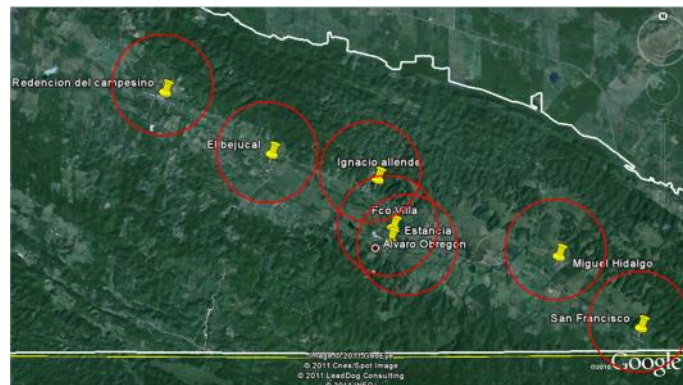 N
Redencion del campesino
El bejucal
Ignacio allende
Fco Villa
Estancia
Alvaro Obregon
Miguel Hidalgo
San Francisco
© 2011 Cnes/Spot Image
© 2011 LeadDog Consulting
©2010 Google